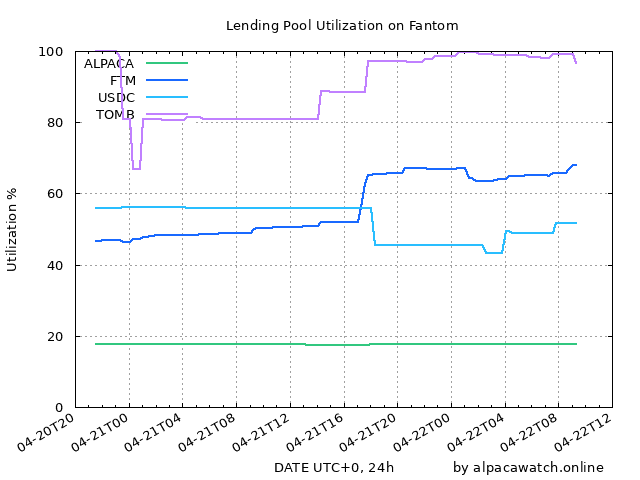 Lending Pool Utilization on Fantom
100
80
60
40
20
0
Utilization %
ALPACA
FTM
USDC
TOMB
04-20T20
04-21T00
04-21T04
04-21T08
04-21T12
04-21T16
04-21T20
04-22T00
04-22T04
04-22T08
04-22T12
DATE UTC+0, 24h
by alpacawatch.online